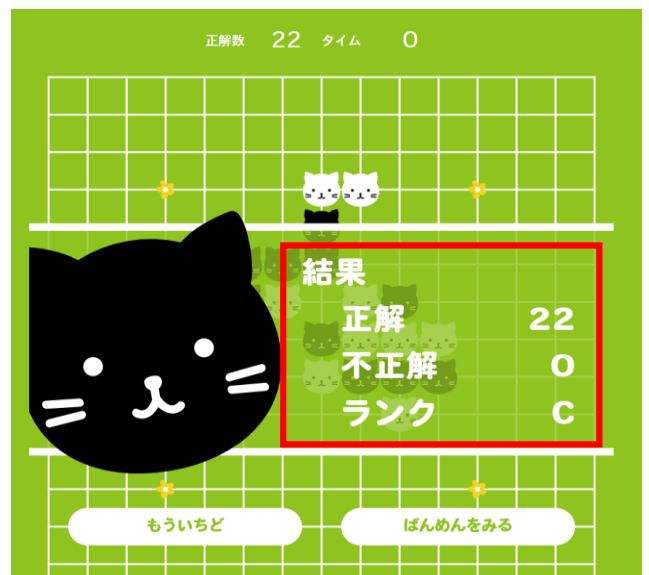 正解数 22 タイム 0
結果
正解 22
不正解 0
ランク C
もういちど ばんめんをみる